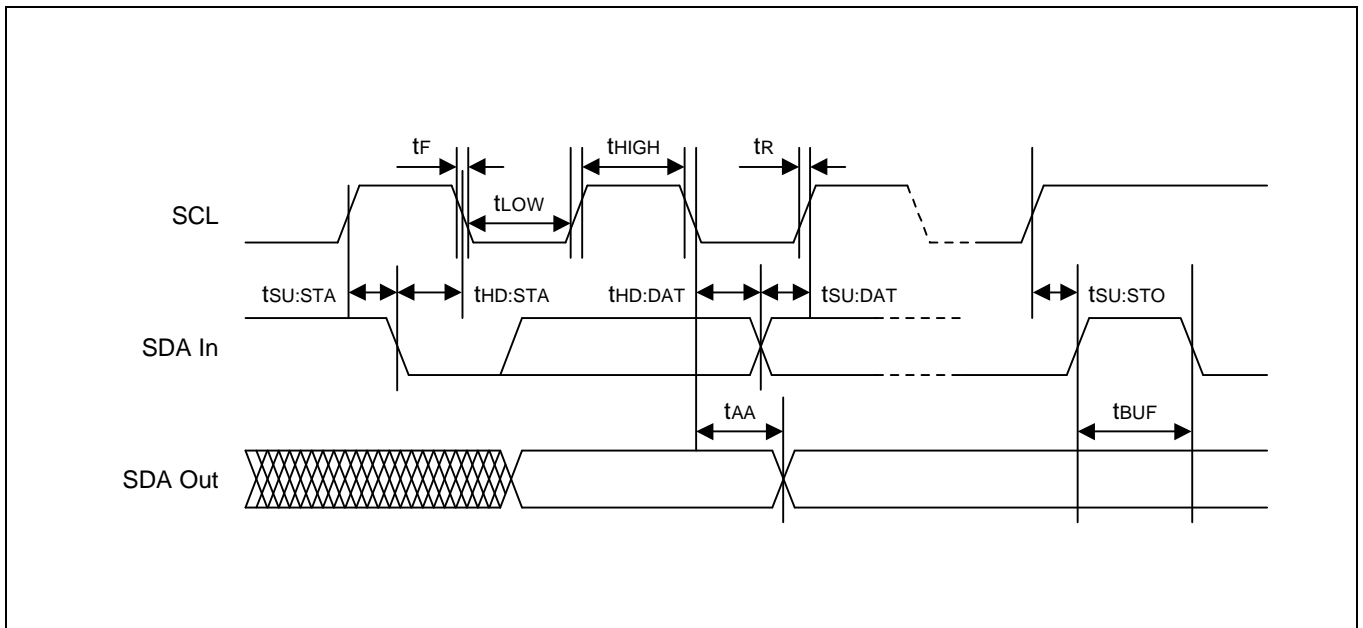 tF
tHIGH
tR
SCL
tLOW
tSU:STA
tHD:STA
tHD:DAT
tSU:DAT
tSU:STO
SDA In
tAA
tBUF
SDA Out